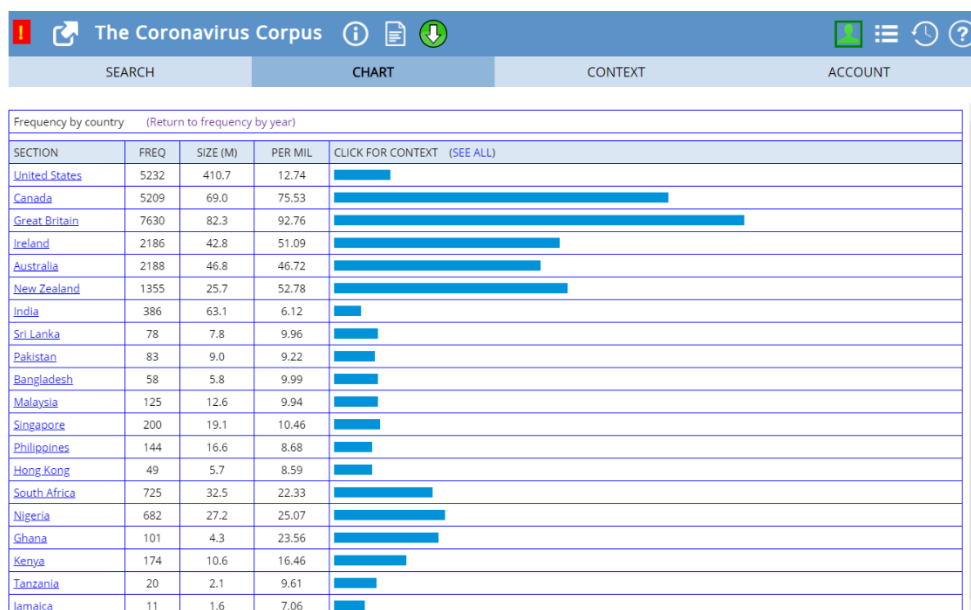 ! The Coronavirus Corpus
SEARCH CHART CONTEXT ACCOUNT
Frequency by country (Return to frequency by year)
SECTION FREQ SIZE (M) PER MIL CLICK FOR CONTEXT (SEE ALL)
United States 5232 410.7 12.74
Canada 5209 69.0 75.53
Great Britain 7630 82.3 92.76
Ireland 2186 42.8 51.09
Australia 2188 46.8 46.72
New Zealand 1355 25.7 52.78
India 386 63.1 6.12
Sri Lanka 78 7.8 9.96
Pakistan 83 9.0 9.22
Bangladesh 58 5.8 9.99
Malaysia 125 12.6 9.94
Singapore 200 19.1 10.46
Philippines 144 16.6 8.68
Hong Kong 49 5.7 8.59
South Africa 725 32.5 22.33
Nigeria 682 27.2 25.07
Ghana 101 4.3 23.56
Kenya 174 10.6 16.46
Tanzania 20 2.1 9.61
Jamaica 11 1.6 7.06